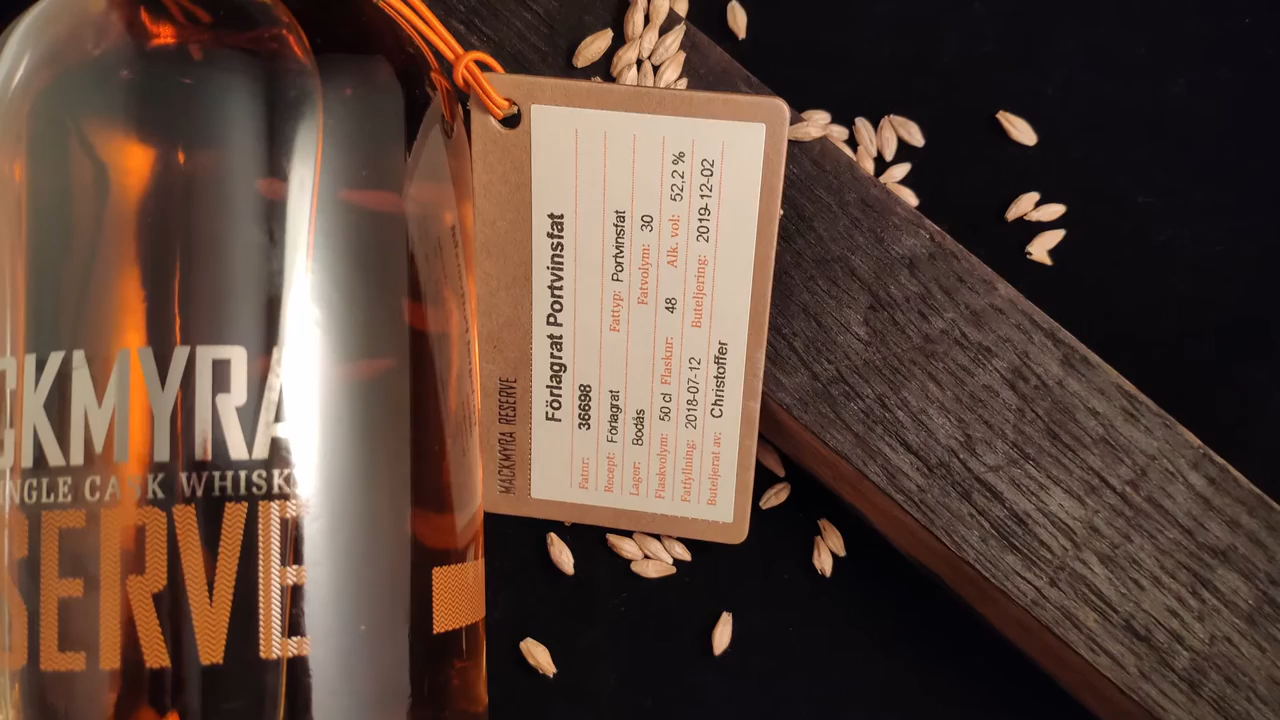 CKMYRA
NGLE CASK WHISK
SERVE
MACKMYRA RESERVE
Förlagrat Portvinsfat
Fatnr: 36698
Recept: Förlagrat Fattyp: Portvinsfat
Lager: Bodås Fatvolym: 30
Flaskvolym: 50 cl Flasknr: 48 Alk. vol: 52,2 %
Fatfyllning: 2018-07-12 Buteljering: 2019-12-02
Buteljerat av: Christoffer